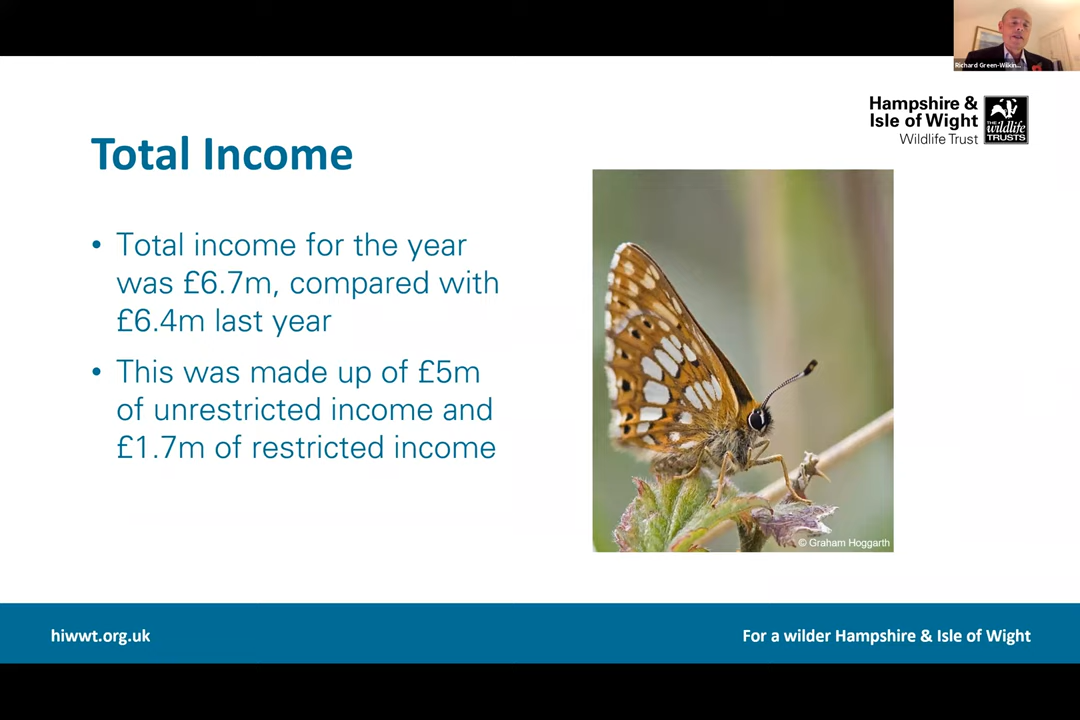 Richard Green-Wilkin...
Hampshire &
Isle of Wight
Wildlife Trust
THE
wildlife
TRUSTS
Total Income
• Total income for the year
was £6.7m, compared with
£6.4m last year
• This was made up of £5m
of unrestricted income and
£1.7m of restricted income
© Graham Hoggarth
hiwwt.org.uk
For a wilder Hampshire & Isle of Wight